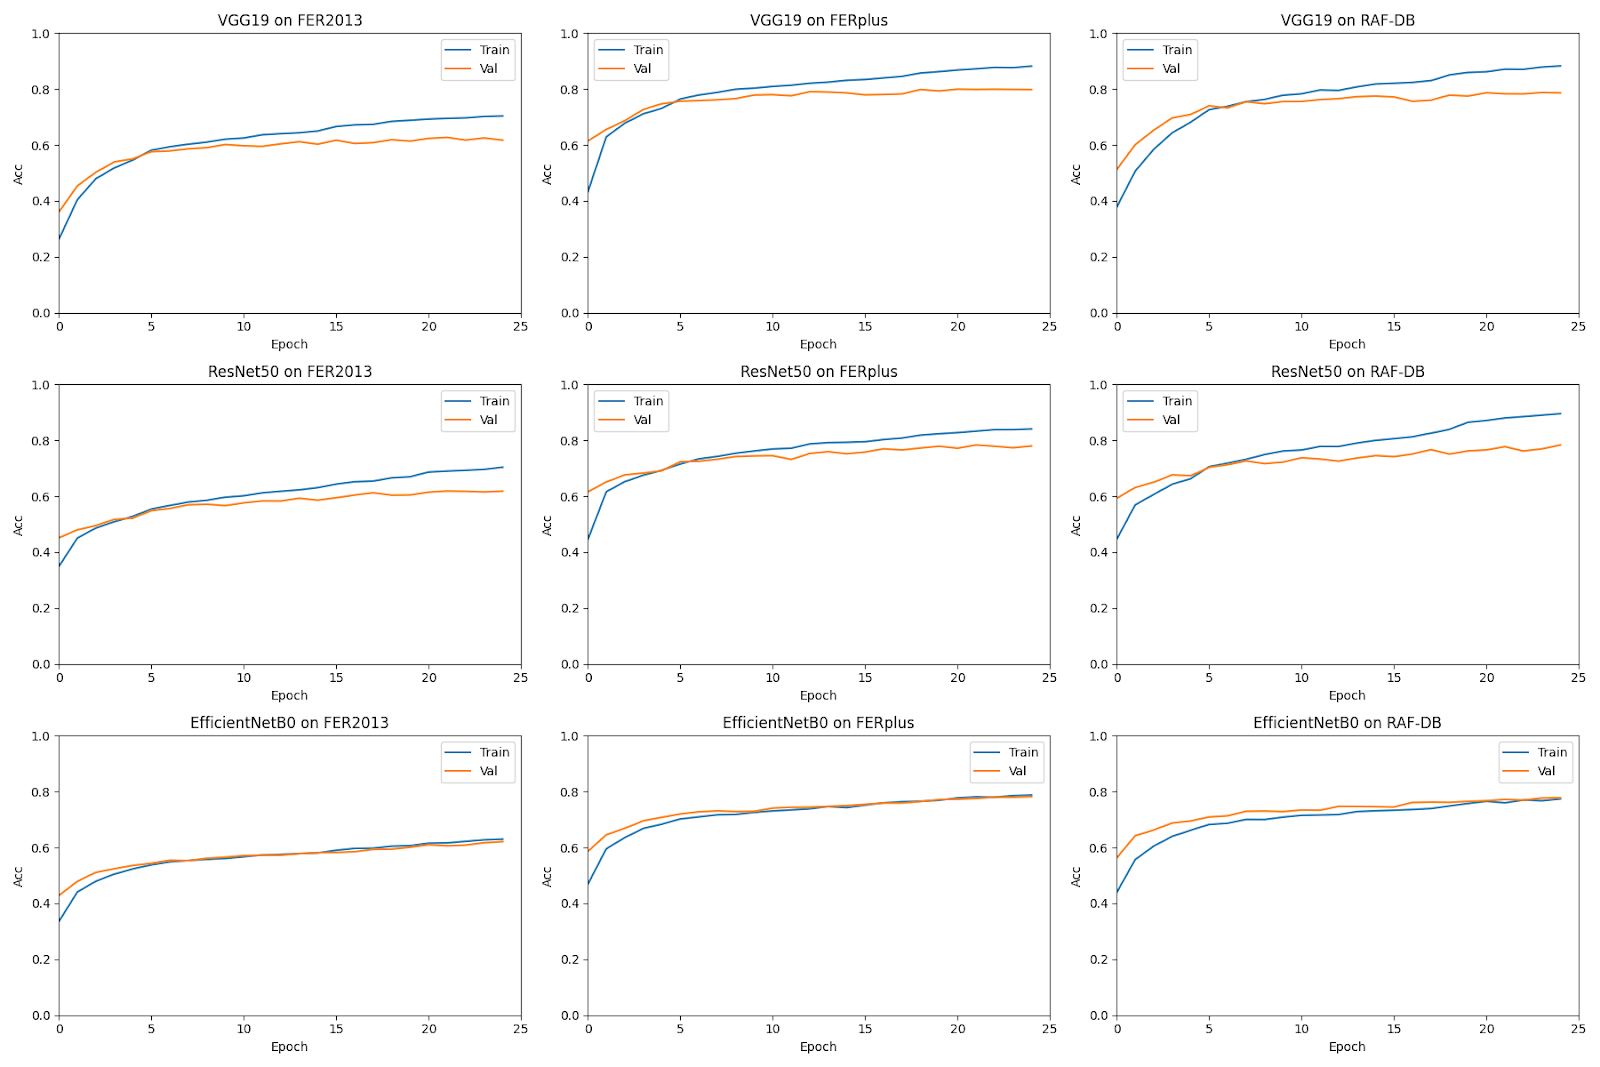 VGG19 on FER2013
1.0
0.8
0.6
0.4
0.2
0.0
Acc
Train
Val
0 5 10 15 20 25
Epoch
VGG19 on FERplus
1.0
0.8
0.6
0.4
0.2
0.0
Acc
Train
Val
0 5 10 15 20 25
Epoch
VGG19 on RAF-DB
1.0
0.8
0.6
0.4
0.2
0.0
Acc
Train
Val
0 5 10 15 20 25
Epoch
ResNet50 on FER2013
1.0
0.8
0.6
0.4
0.2
0.0
Acc
Train
Val
0 5 10 15 20 25
Epoch
ResNet50 on FERplus
1.0
0.8
0.6
0.4
0.2
0.0
Acc
Train
Val
0 5 10 15 20 25
Epoch
ResNet50 on RAF-DB
1.0
0.8
0.6
0.4
0.2
0.0
Acc
Train
Val
0 5 10 15 20 25
Epoch
EfficientNetB0 on FER2013
1.0
0.8
0.6
0.4
0.2
0.0
Acc
Train
Val
0 5 10 15 20 25
Epoch
EfficientNetB0 on FERplus
1.0
0.8
0.6
0.4
0.2
0.0
Acc
Train
Val
0 5 10 15 20 25
Epoch
EfficientNetB0 on RAF-DB
1.0
0.8
0.6
0.4
0.2
0.0
Acc
Train
Val
0 5 10 15 20 25
Epoch